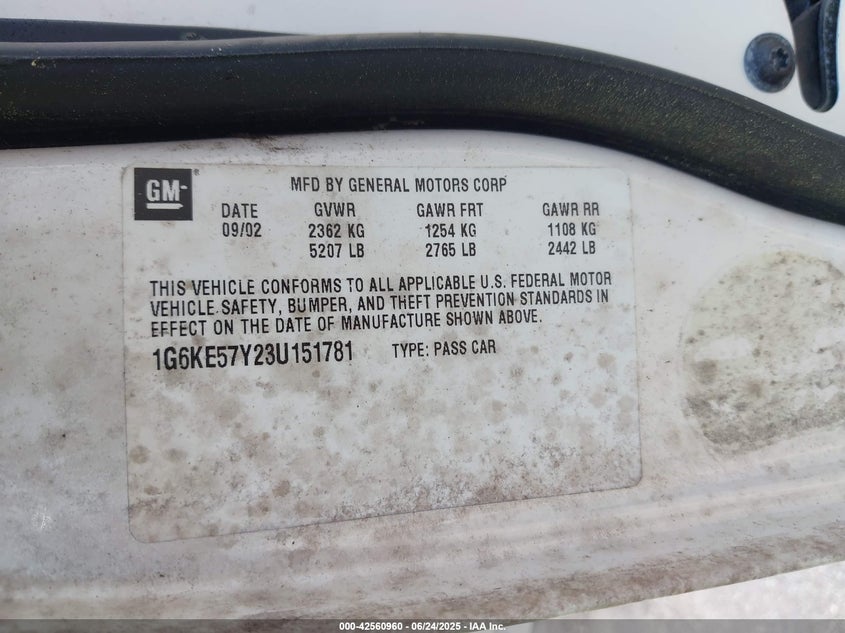 GM
MFD BY GENERAL MOTORS CORP
DATE GVWR GAWR FRT GAWR RR
09/02 2362 KG 1254 KG 1108 KG
5207 LB 2765 LB 2442 LB
THIS VEHICLE CONFORMS TO ALL APPLICABLE U.S. FEDERAL MOTOR
VEHICLE SAFETY, BUMPER, AND THEFT PREVENTION STANDARDS IN
EFFECT ON THE DATE OF MANUFACTURE SHOWN ABOVE.
1G6KE57Y23U151781 TYPE: PASS CAR
000-42560960 - 06/24/2025 - IAA Inc.